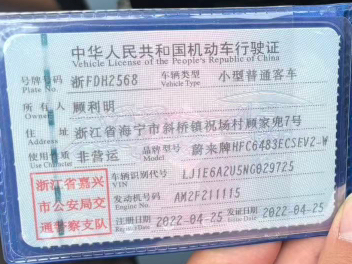 中华人民共和国机动车行驶证
Vehicle License of the People's Republic of China
号牌号码 浙FDH2568 车辆类型 小型普通客车
Plate No. Vehicle Type
所有人 顾利明
Owner
住址 浙江省海宁市斜桥镇祝场村顾家兜7号
Address
使用性质 非营运 品牌型号 蔚来牌HFC6483ECSEV2-W
Use Character Model
浙江省嘉兴市公安局交通警察支队
车辆识别代号 LJ1E6A2U5NG029725
VIN
发动机号码 AM2F211115
Engine No.
注册日期 2022-04-25 发证日期 2022-04-25
Register Date Issue Date